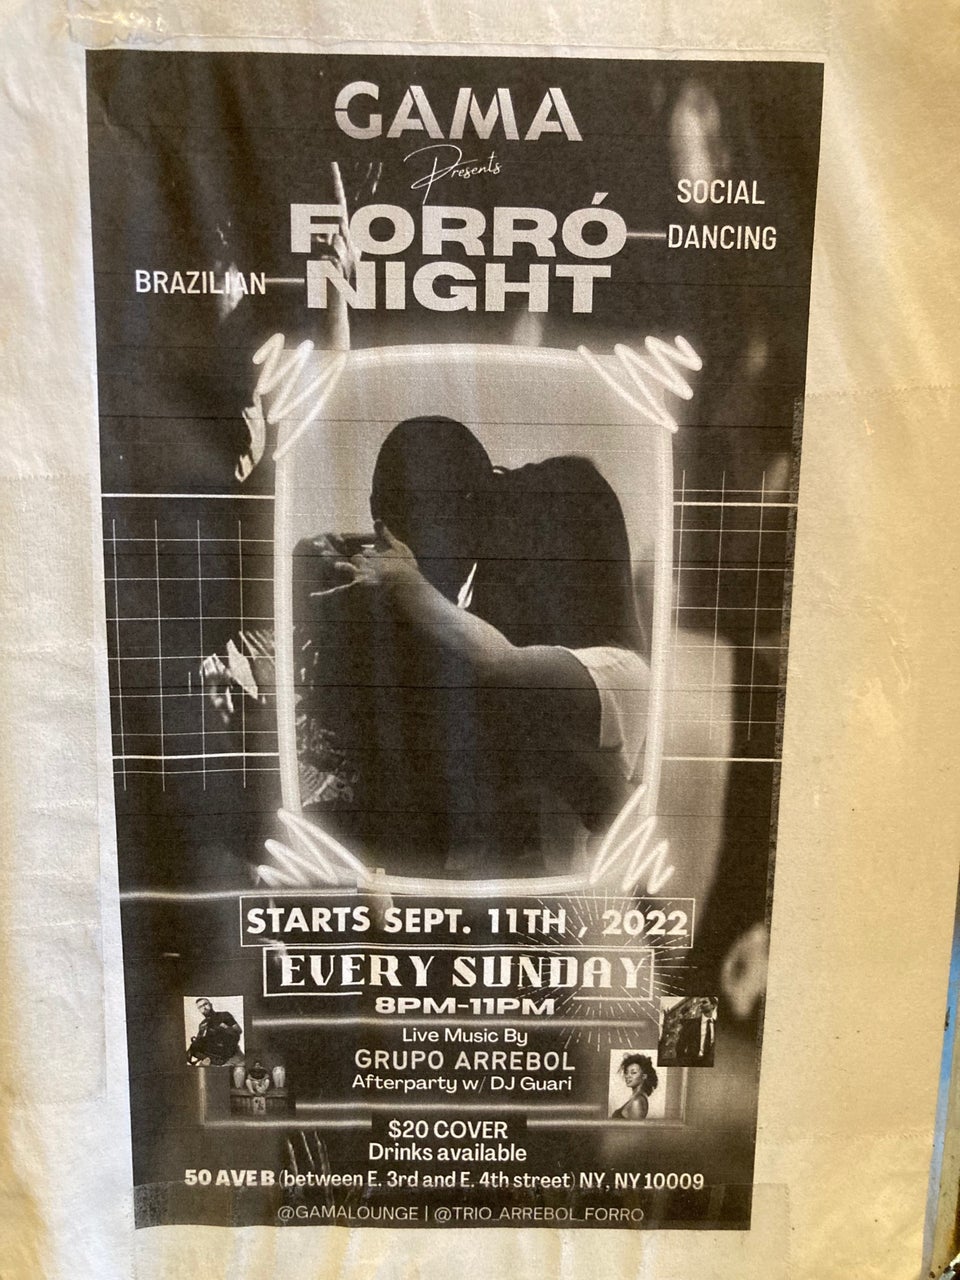 GAMA
Presents
FORRÓ
NIGHT
SOCIAL
DANCING
BRAZILIAN
STARTS SEPT. 11TH, 2022
EVERY SUNDAY
8PM-11PM
Live Music By
GRUPO ARREBOL
Afterparty w/ DJ Guari
$20 COVER
Drinks available
50 AVE B (between E. 3rd and E. 4th street) NY, NY 10009
@GAMALOUNGE | @TRIO_ARREBOL_FORRO